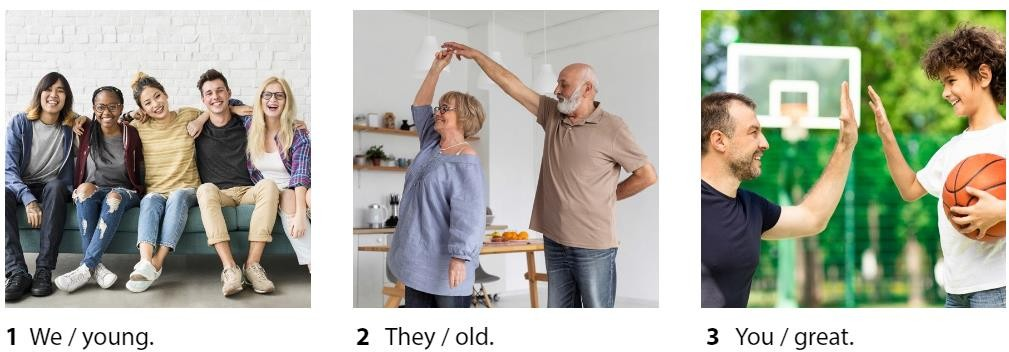 1 We / young.
2 They / old.
3 You / great.